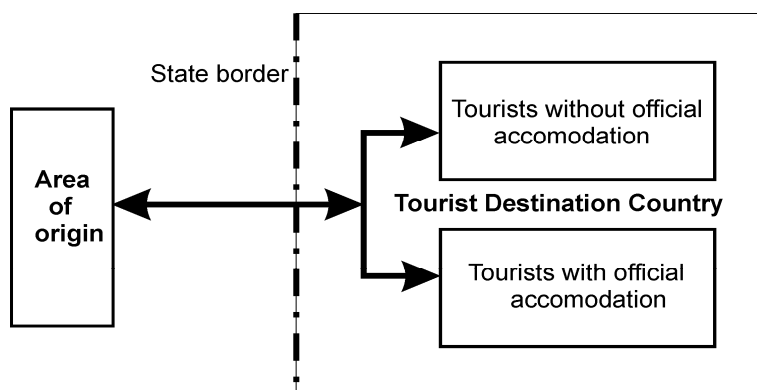 State border
Area
of
origin
Tourists without official
accomodation
Tourist Destination Country
Tourists with official
accomodation